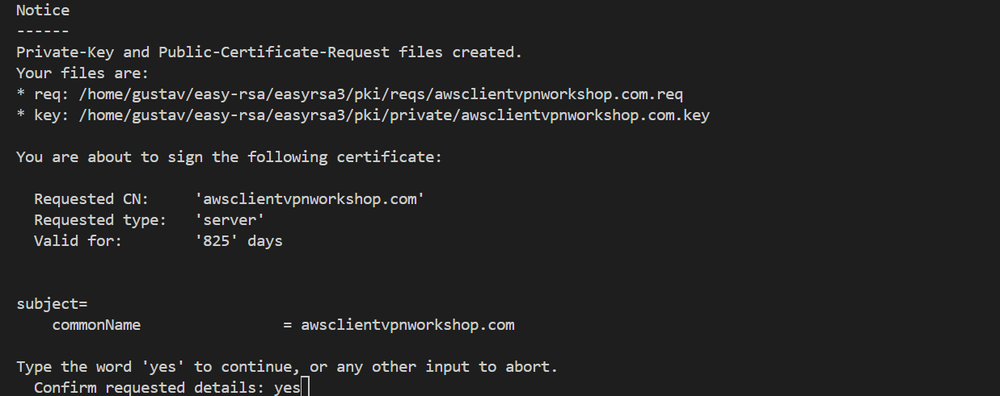 Notice
------
Private-Key and Public-Certificate-Request files created.
Your files are:
* req: /home/gustav/easy-rsa/easyrsa3/pki/reqs/awsclientvpnworkshop.com.req
* key: /home/gustav/easy-rsa/easyrsa3/pki/private/awsclientvpnworkshop.com.key
You are about to sign the following certificate:
Requested CN:     'awsclientvpnworkshop.com'
Requested type:   'server'
Valid for:        '825' days
subject=
commonName                = awsclientvpnworkshop.com
Type the word 'yes' to continue, or any other input to abort.
Confirm requested details: yes